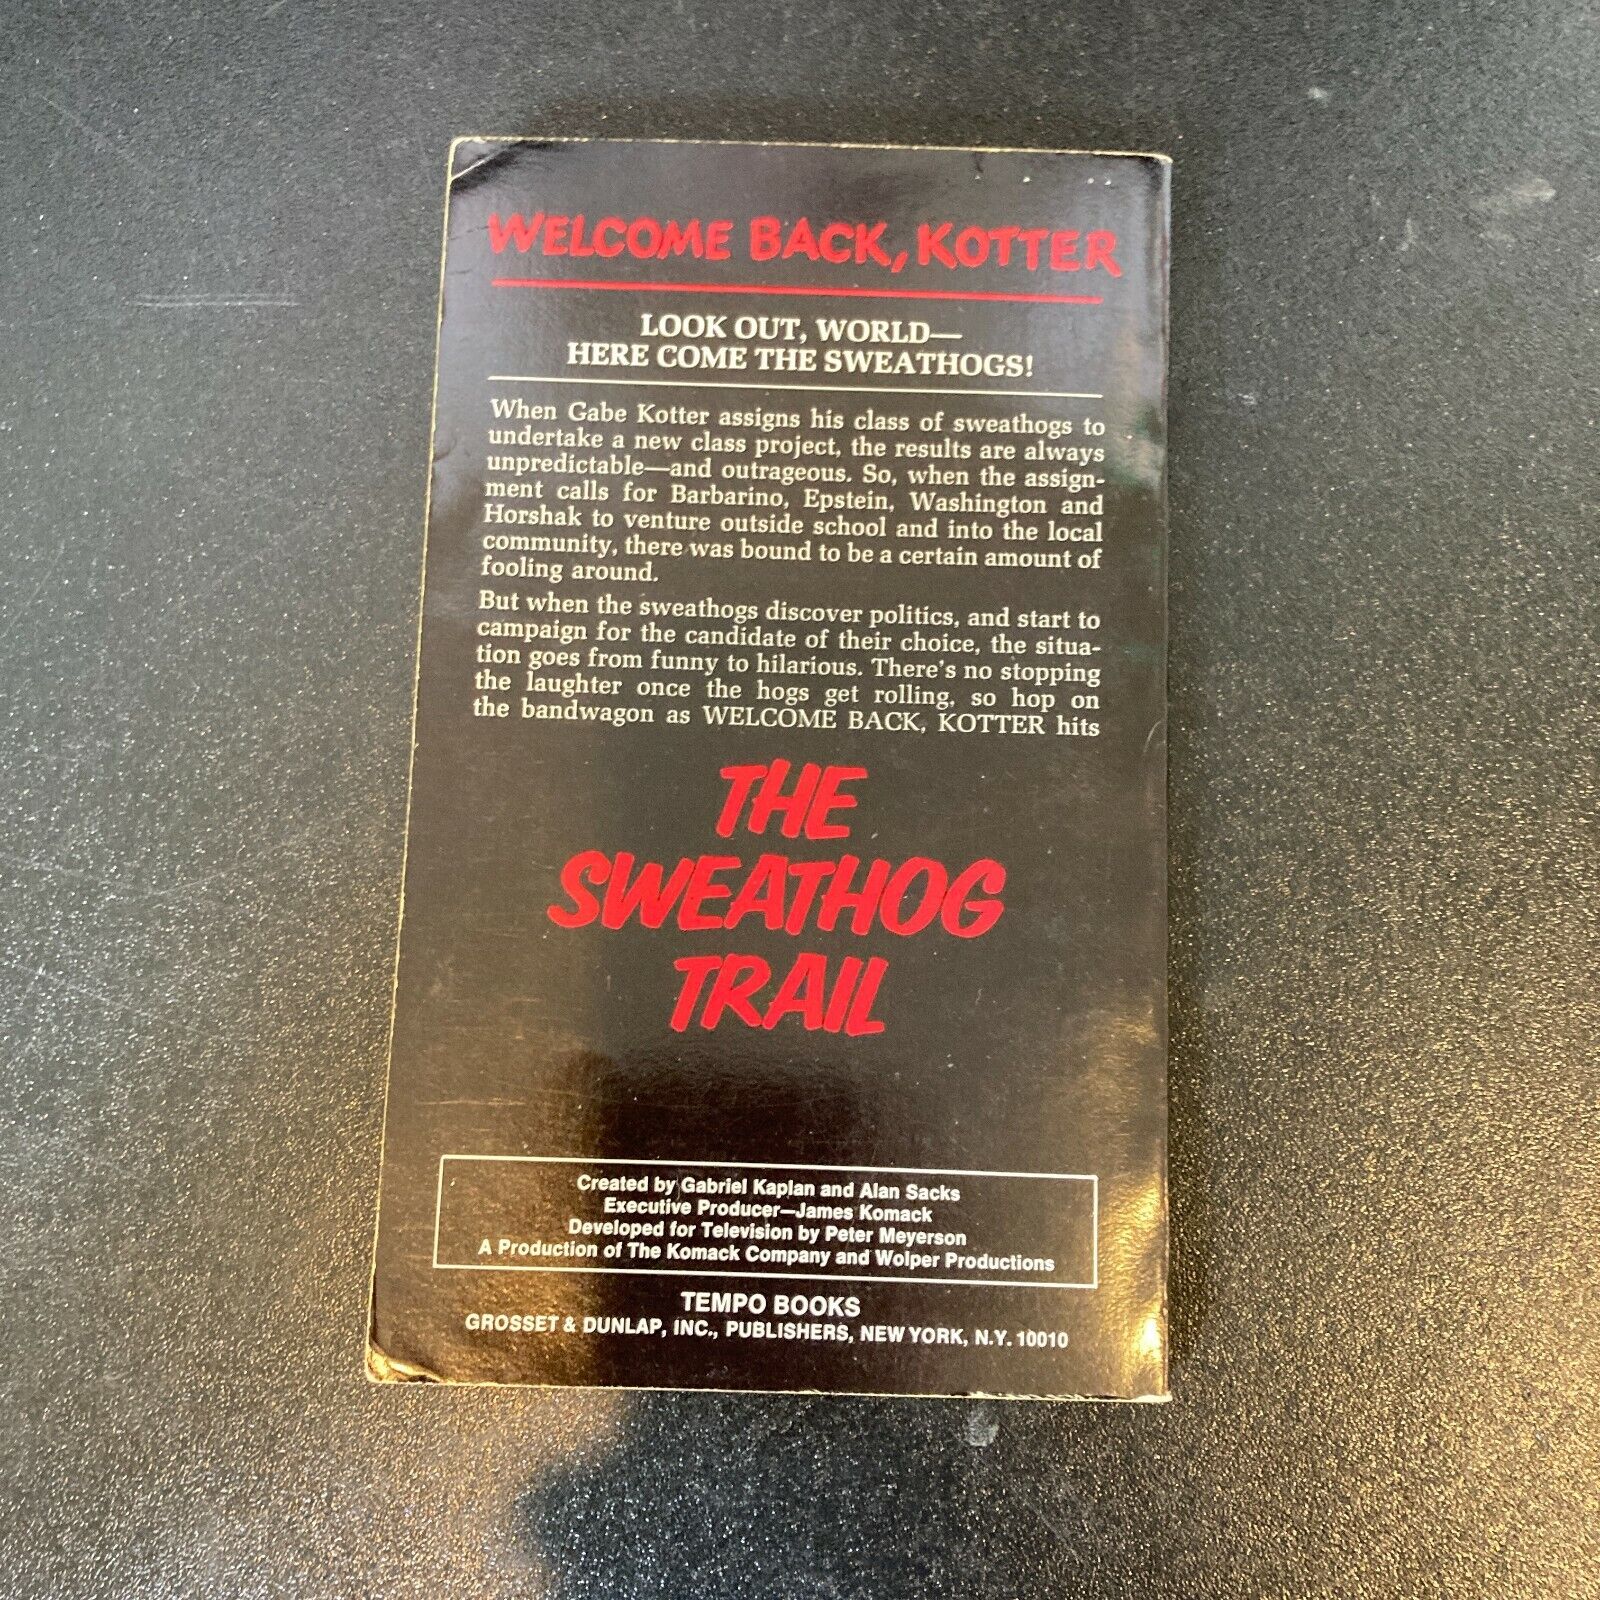 WELCOME BACK, KOTTER
LOOK OUT, WORLD—
HERE COME THE SWEATHOGS!
When Gabe Kotter assigns his class of sweathogs to
undertake a new class project, the results are always
unpredictable—and outrageous. So, when the assign-
ment calls for Barbarino, Epstein, Washington and
Horshak to venture outside school and into the local
community, there was bound to be a certain amount of
fooling around.
But when the sweathogs discover politics, and start to
campaign for the candidate of their choice, the situa-
tion goes from funny to hilarious. There's no stopping
the laughter once the hogs get rolling, so hop on
the bandwagon as WELCOME BACK, KOTTER hits
THE
SWEATHOG
TRAIL
Created by Gabriel Kaplan and Alan Sacks
Executive Producer—James Komack
Developed for Television by Peter Meyerson
A Production of The Komack Company and Wolper Productions
TEMPO BOOKS
GROSSET & DUNLAP, INC., PUBLISHERS, NEW YORK, N.Y. 10010